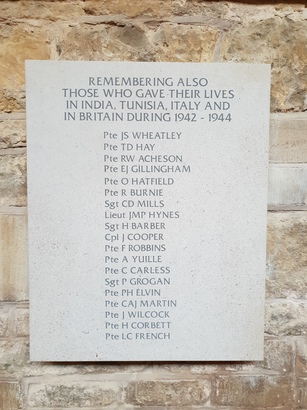 REMEMBERING ALSO
THOSE WHO GAVE THEIR LIVES
IN INDIA, TUNISIA, ITALY AND
IN BRITAIN DURING 1942 - 1944
Pte JS WHEATLEY
Pte TD HAY
Pte RW ACHESON
Pte EJ GILLINGHAM
Pte O HATFIELD
Pte R BURNIE
Sgt CD MILLS
Lieut JMP HYNES
Sgt H BARBER
Cpl J COOPER
Pte F ROBBINS
Pte A YUILLE
Pte C CARLESS
Sgt P GROGAN
Pte PH ELVIN
Pte CAJ MARTIN
Pte J WILCOCK
Pte H CORBETT
Pte LC FRENCH